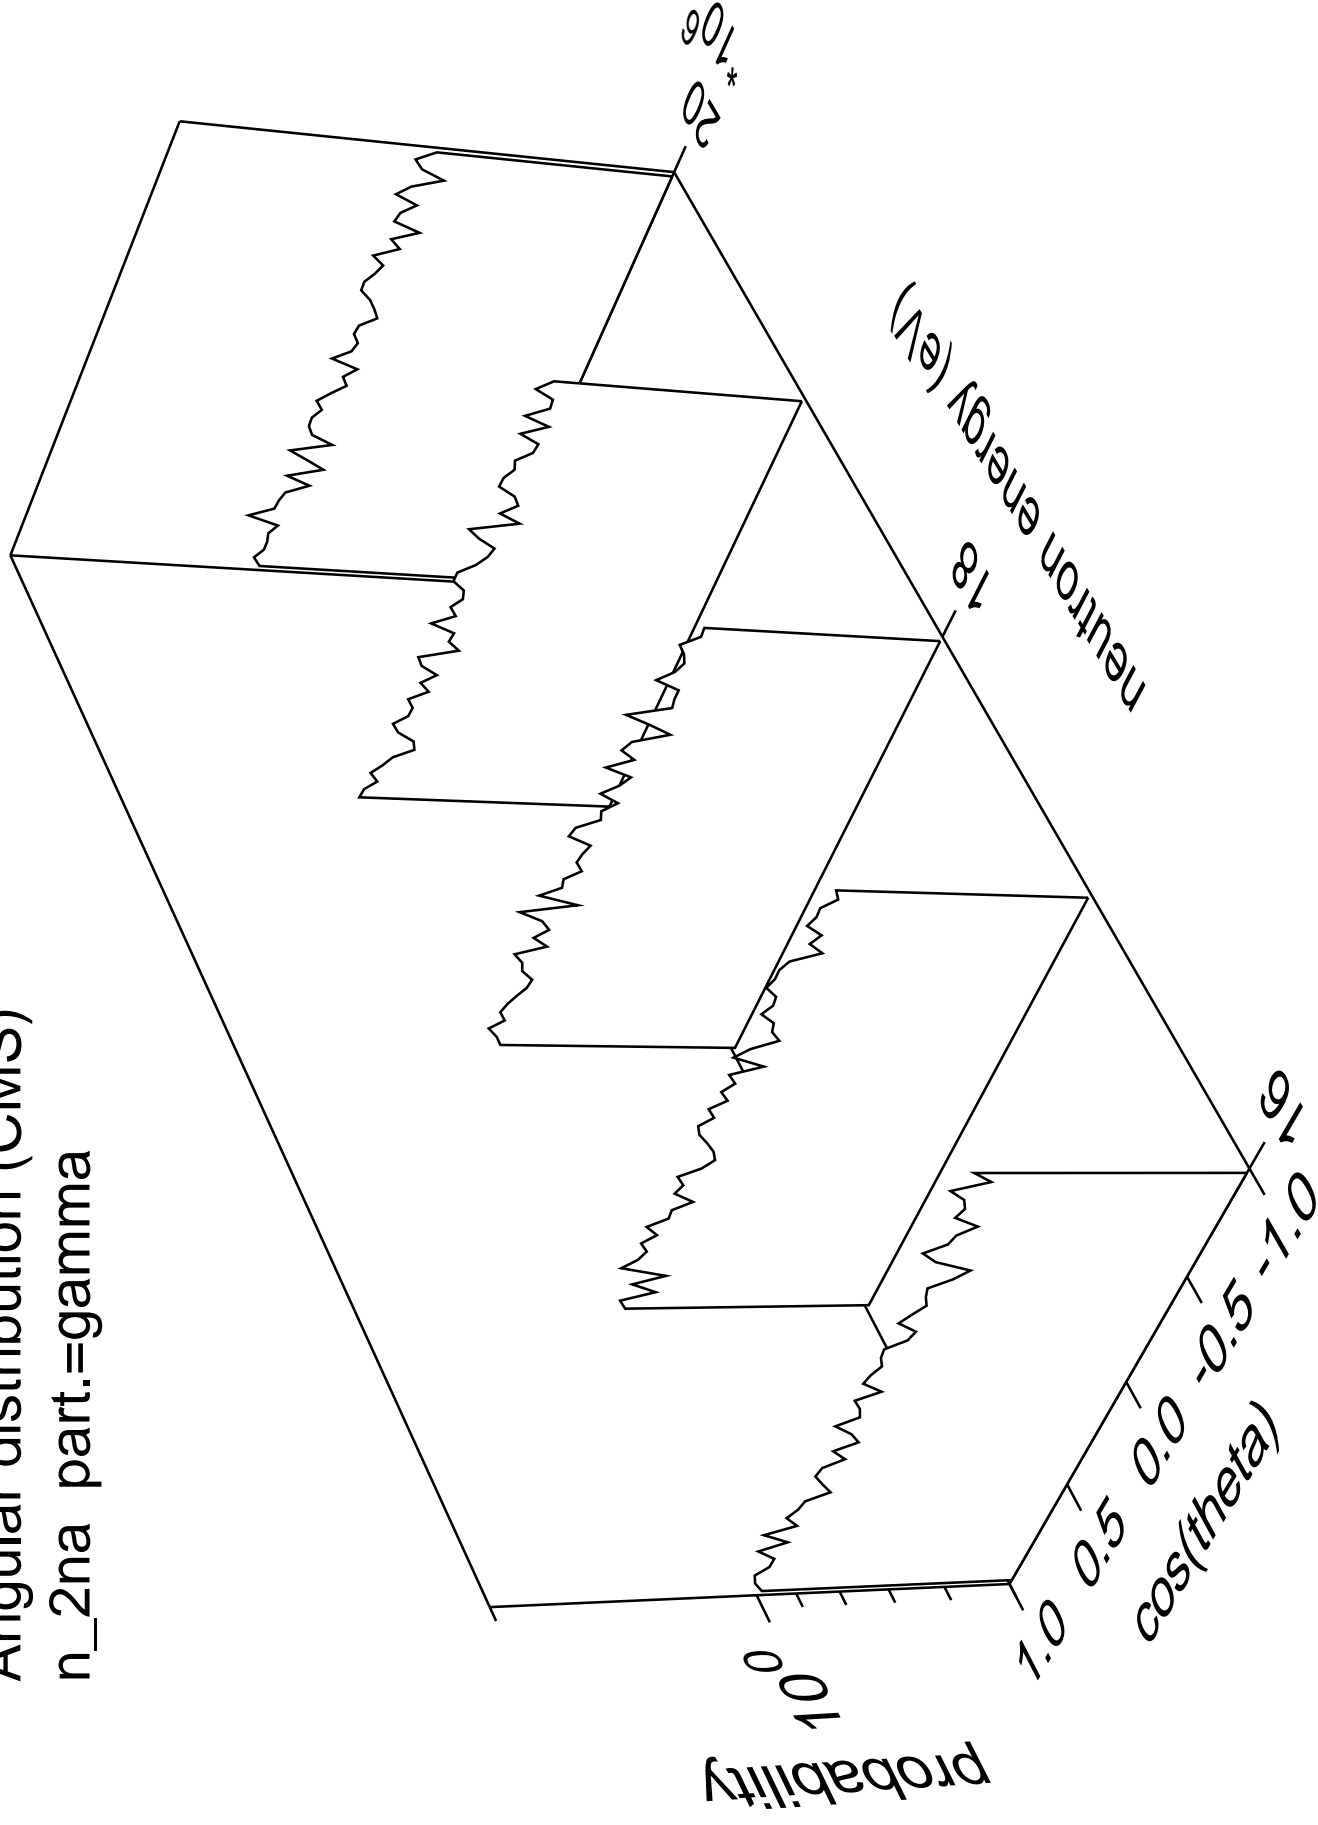 Angular distribution (CMS)
n_2na part.=gamma
probability
10^0
1.0 0.5 0.0 -0.5 -1.0
cos(theta)
16 18 20 *10^6
neutron energy (eV)